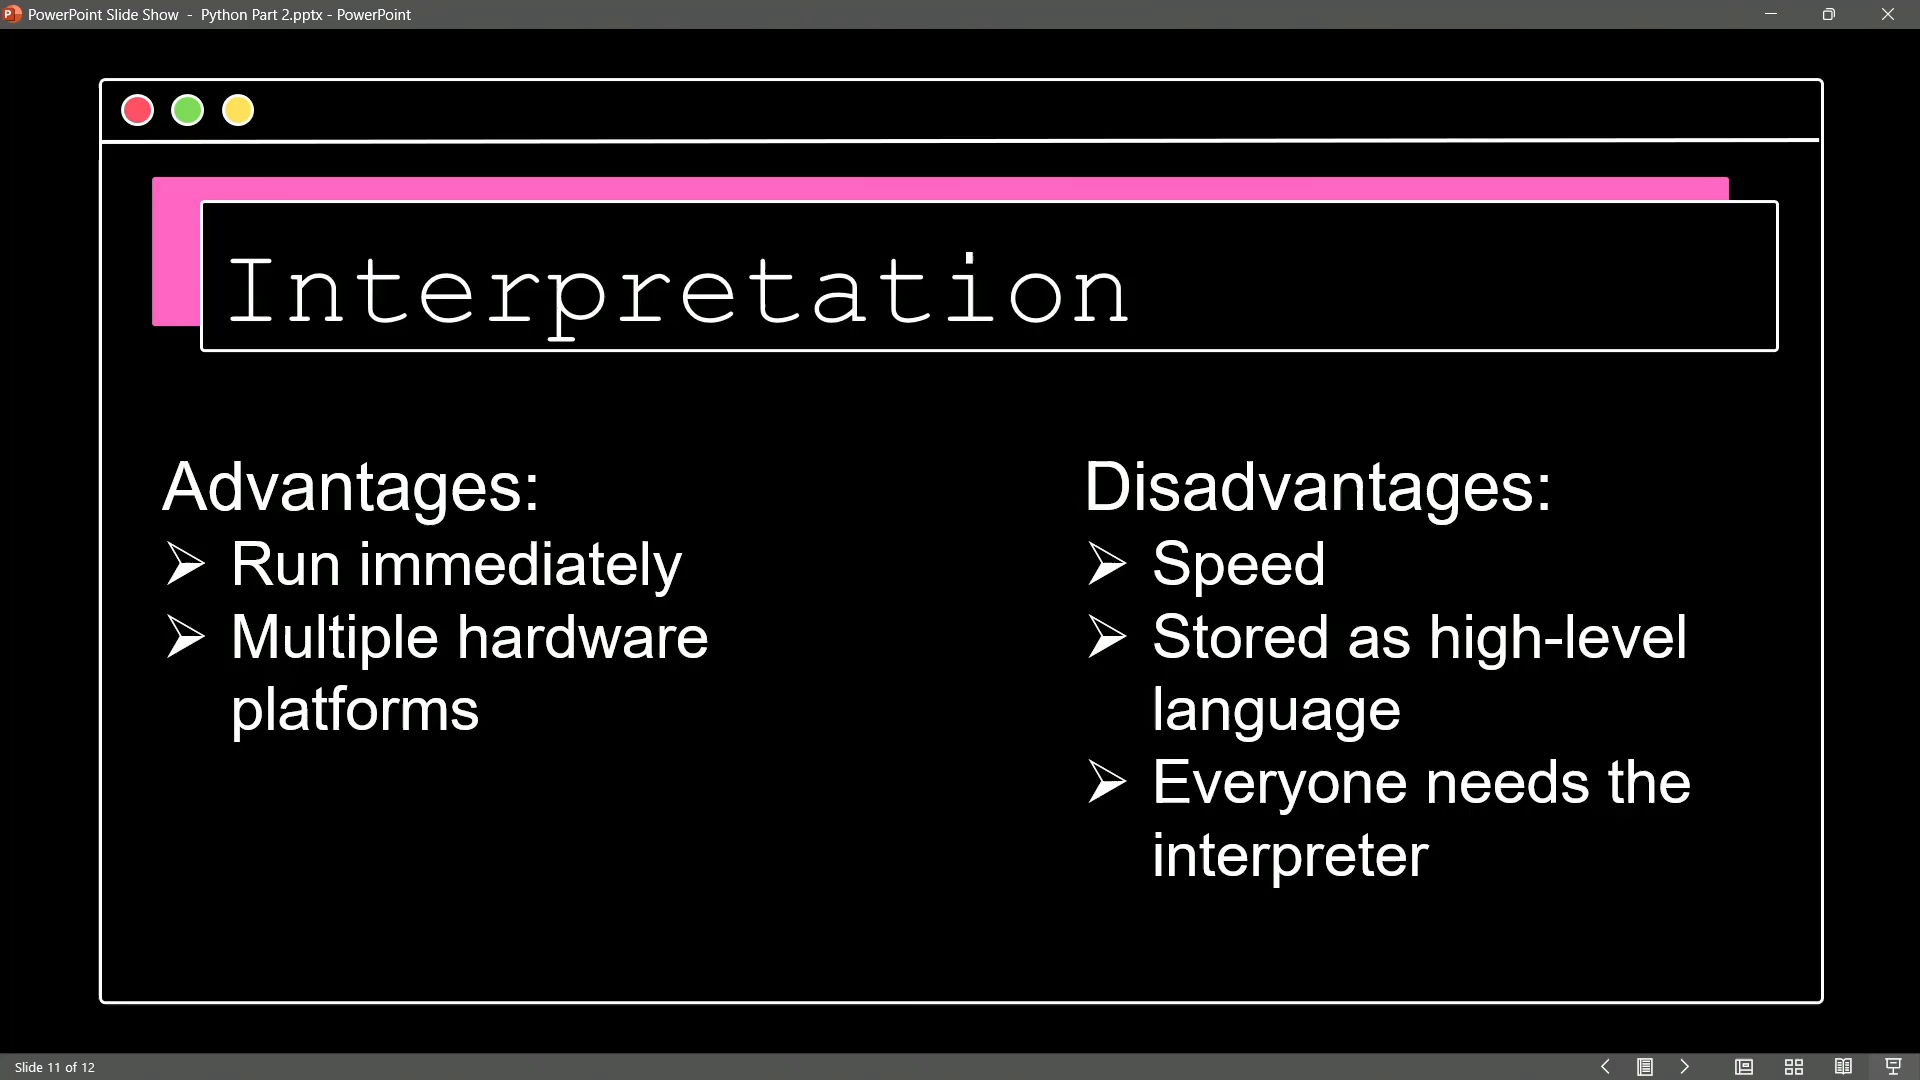 PowerPoint Slide Show - Python Part 2.pptx - PowerPoint
Interpretation
Advantages:
➢ Run immediately
➢ Multiple hardware
platforms
Disadvantages:
➢ Speed
➢ Stored as high-level
language
➢ Everyone needs the
interpreter
Slide 11 of 12